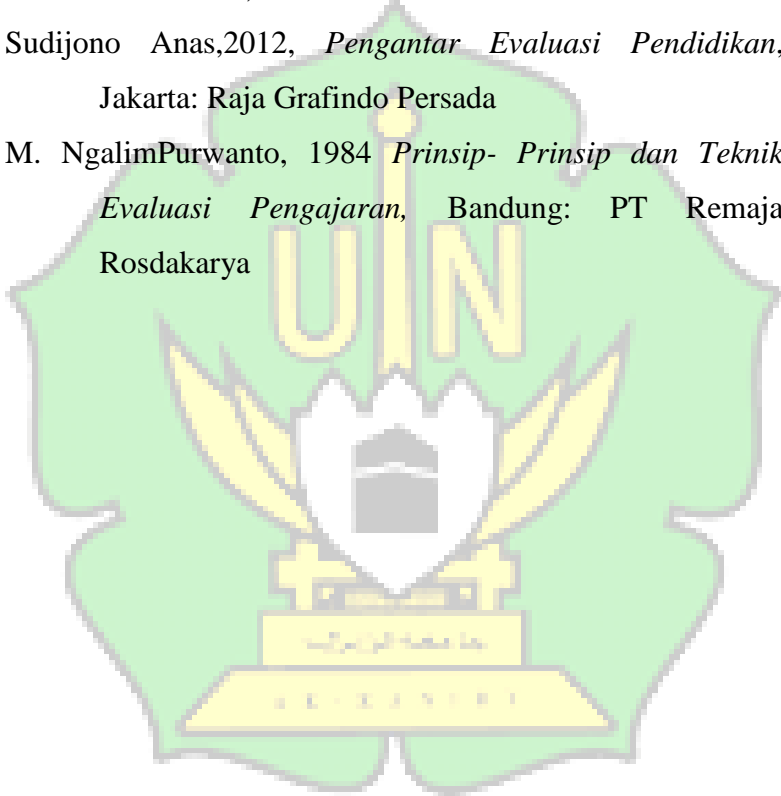 Sudijono Anas,2012, Pengantar Evaluasi Pendidikan,
Jakarta: Raja Grafindo Persada
M. NgalimPurwanto, 1984 Prinsip- Prinsip dan Teknik
Evaluasi Pengajaran, Bandung: PT Remaja
Rosdakarya
UIN